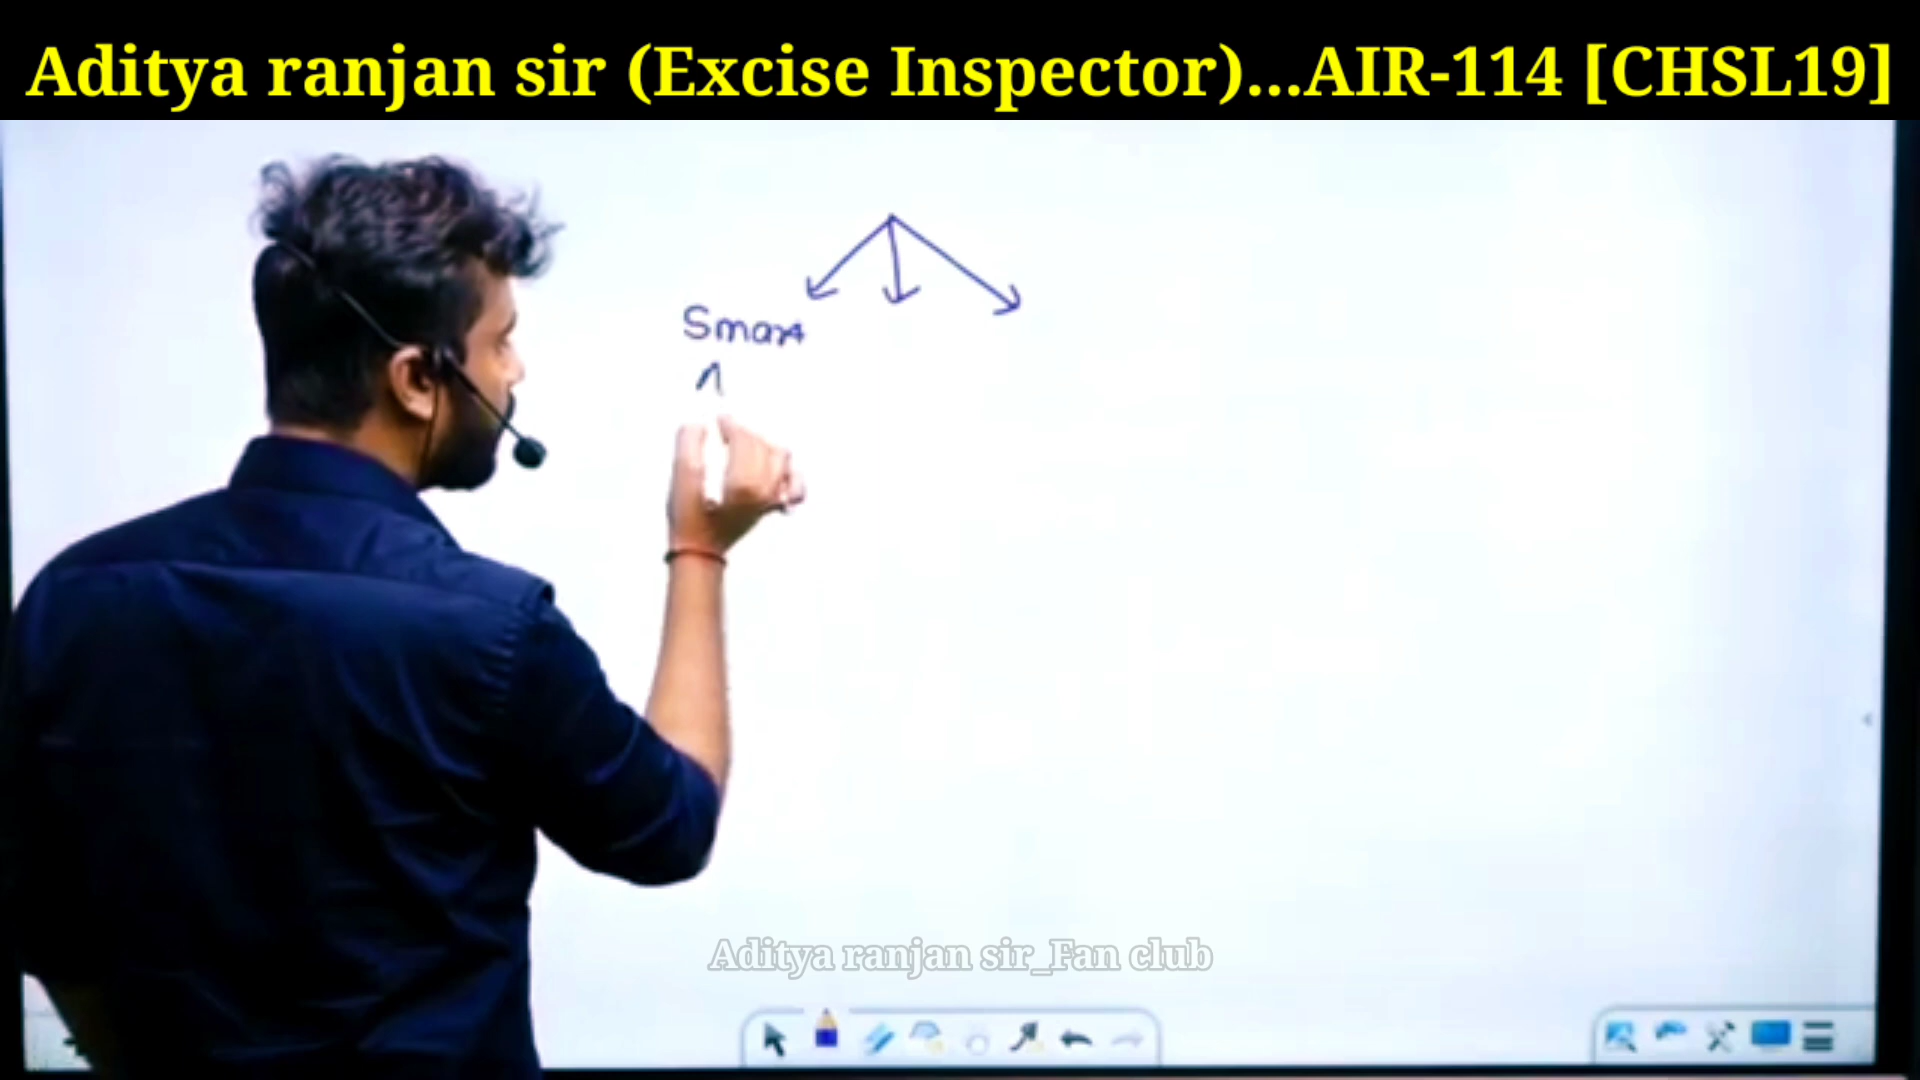 Aditya ranjan sir (Excise Inspector)...AIR-114 [CHSL19]
Smart
Aditya ranjan sir_Fan club